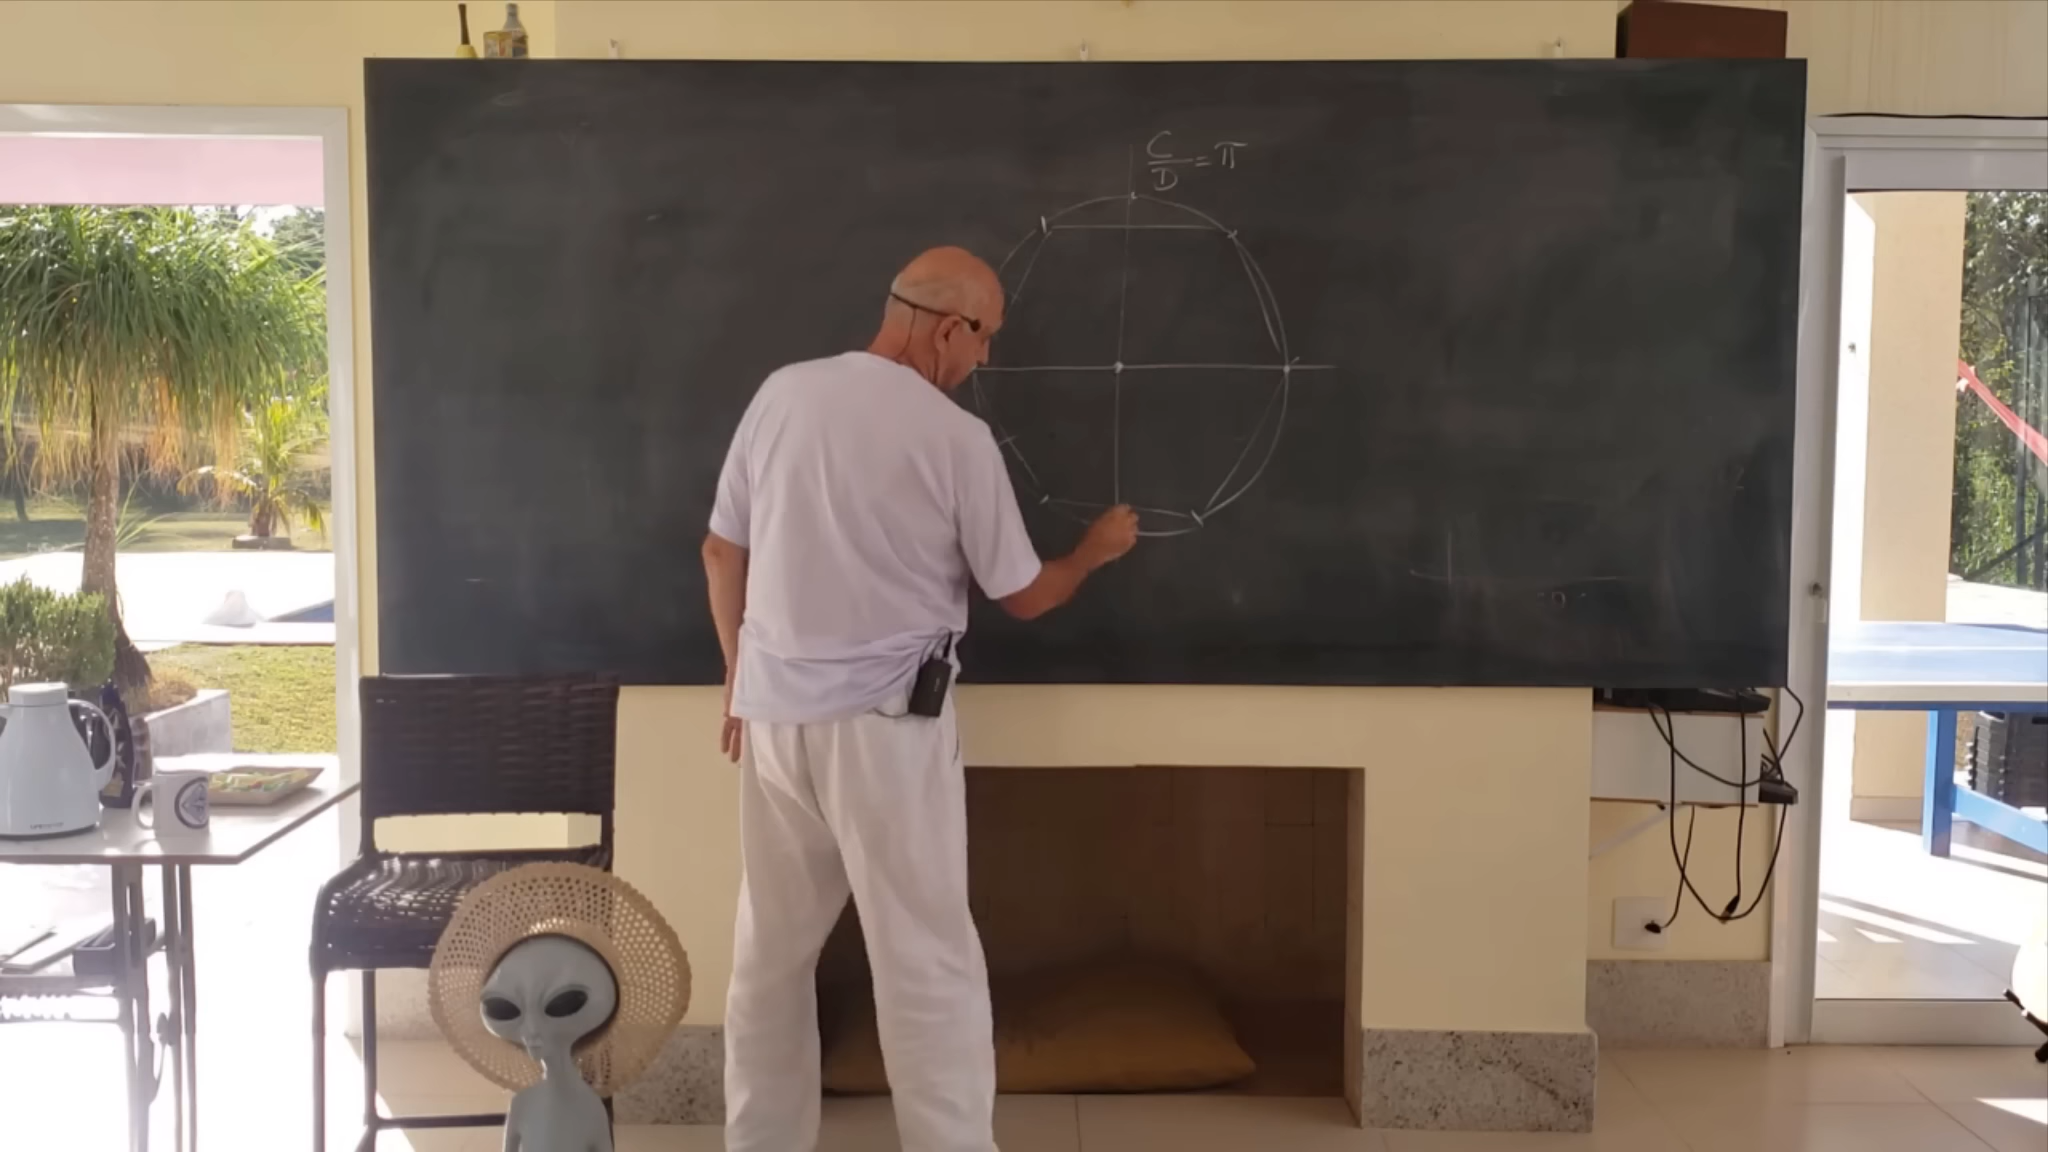 C/D = π